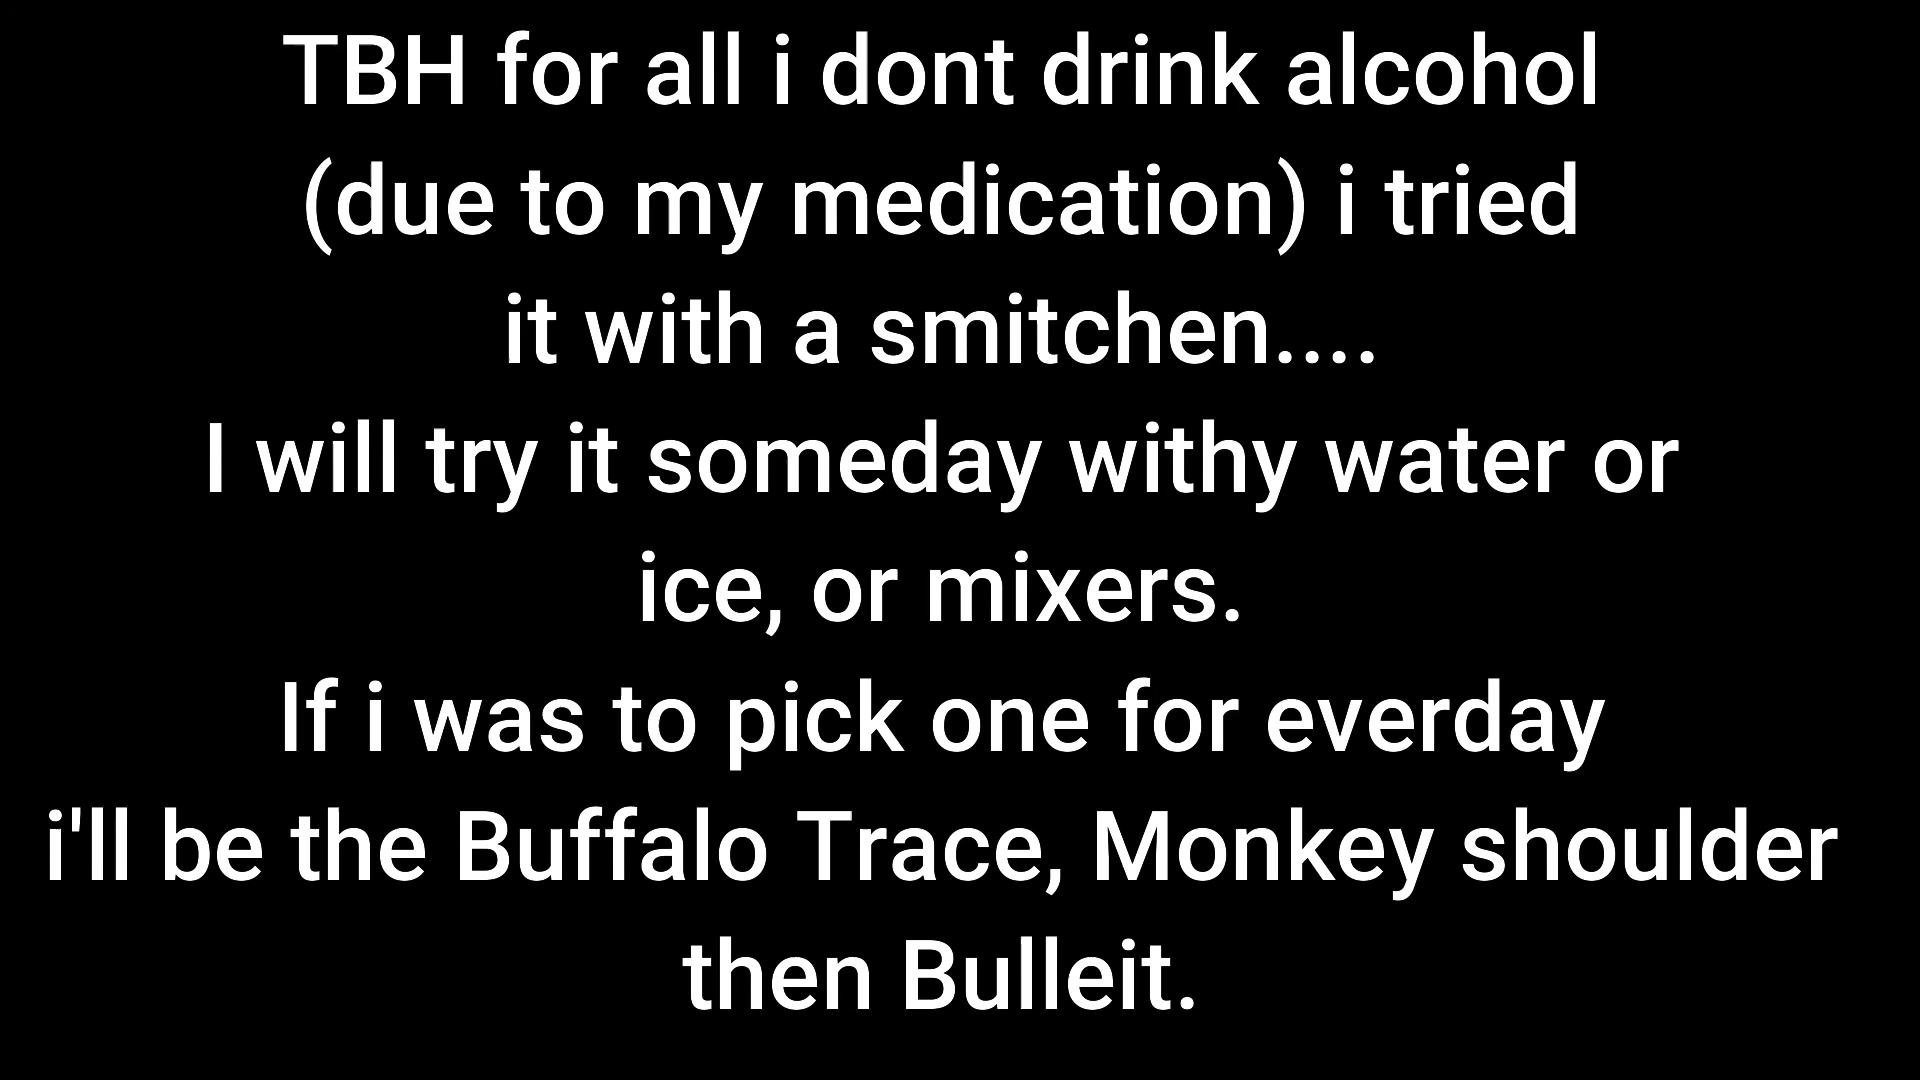 TBH for all i dont drink alcohol
(due to my medication) i tried
it with a smitchen....
I will try it someday withy water or
ice, or mixers.
If i was to pick one for everday
i'll be the Buffalo Trace, Monkey shoulder
then Bulleit.